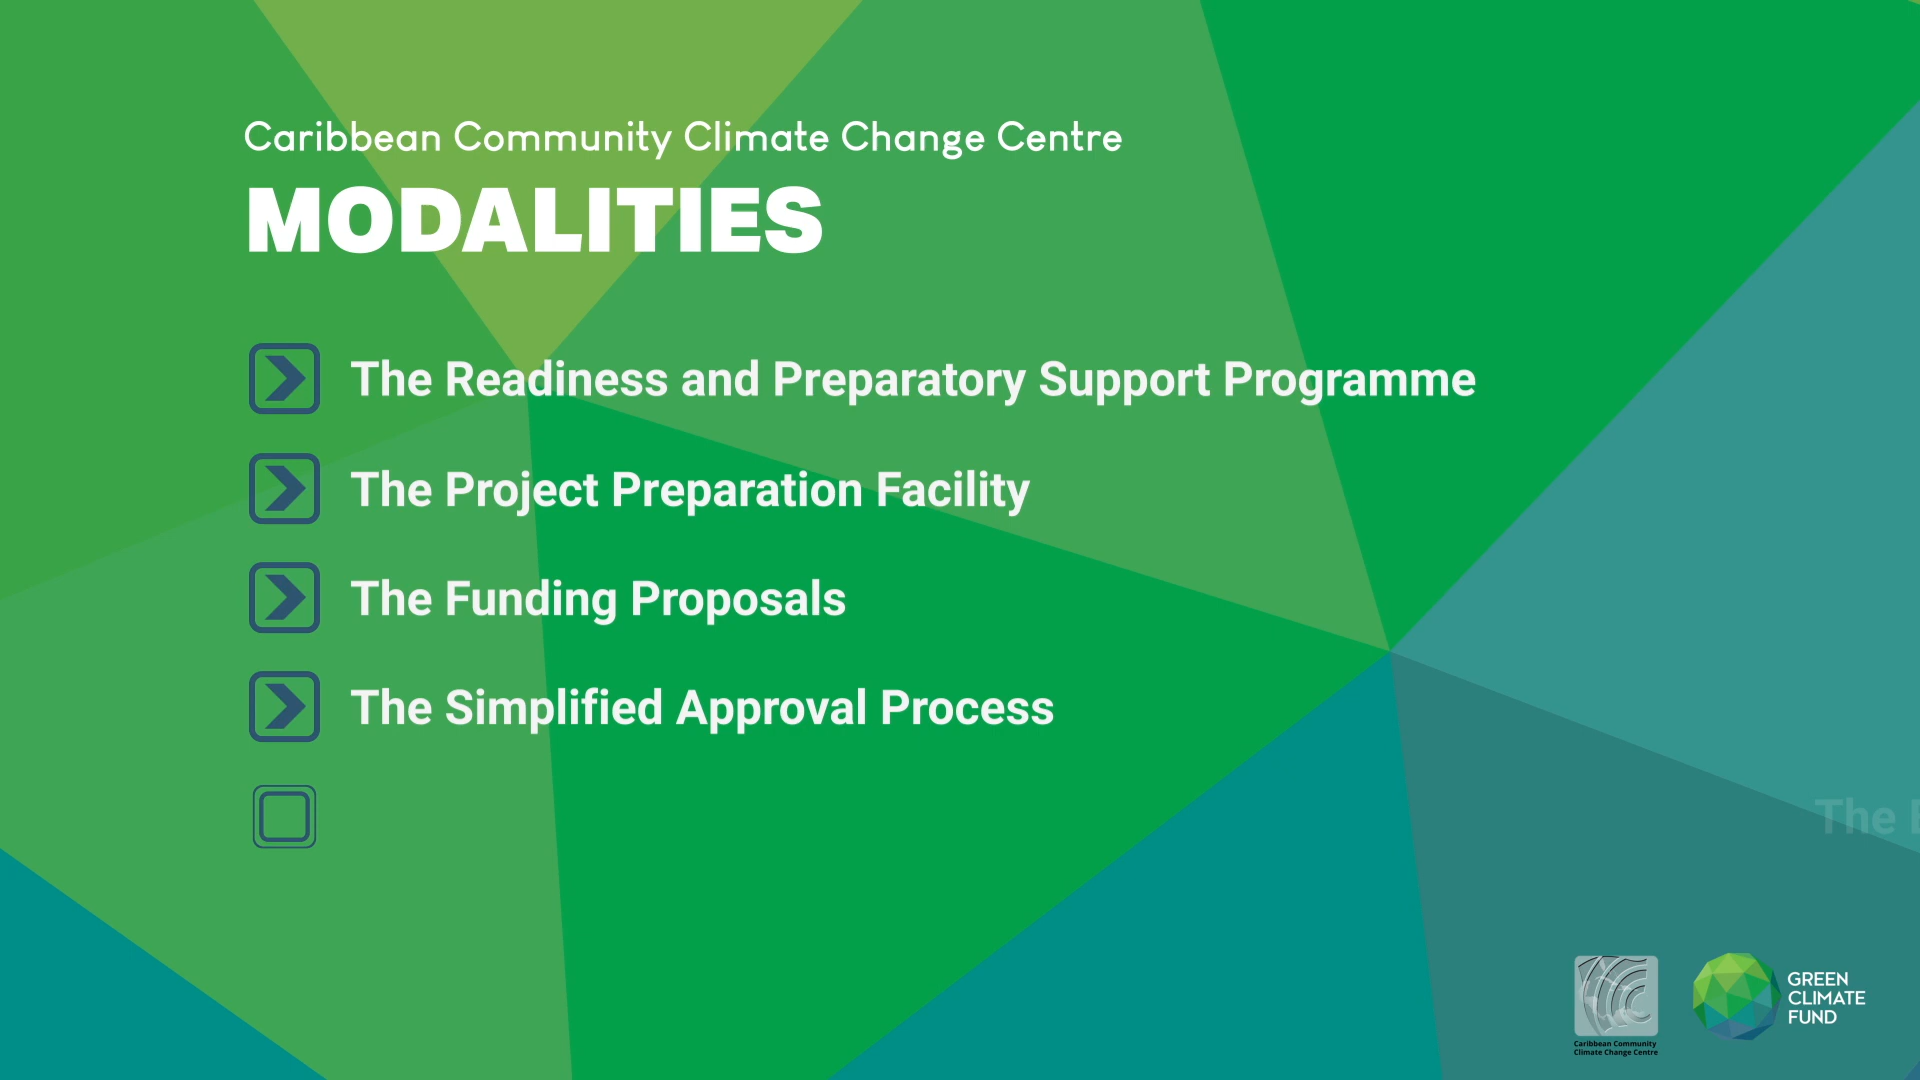 Caribbean Community Climate Change Centre
MODALITIES
The Readiness and Preparatory Support Programme
The Project Preparation Facility
The Funding Proposals
The Simplified Approval Process
The
Caribbean Community
Climate Change Centre
GREEN
CLIMATE
FUND